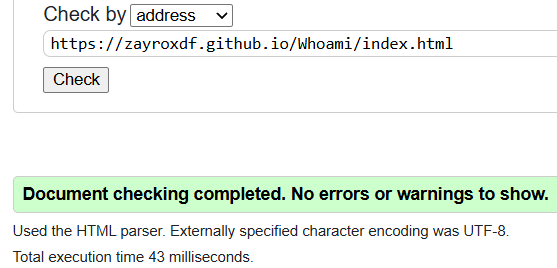 Check by address
https://zayroxdf.github.io/Whoami/index.html
Check
Document checking completed. No errors or warnings to show.
Used the HTML parser. Externally specified character encoding was UTF-8.
Total execution time 43 milliseconds.